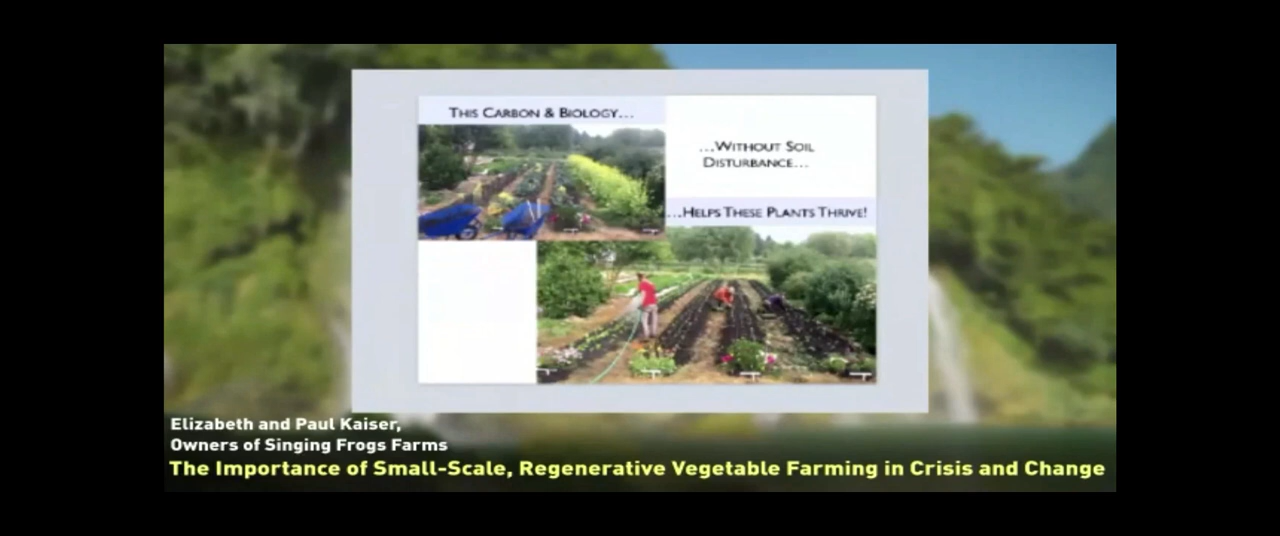 THIS CARBON & BIOLOGY...
...WITHOUT SOIL
DISTURBANCE...
...HELPS THESE PLANTS THRIVE!
Elizabeth and Paul Kaiser,
Owners of Singing Frogs Farms
The Importance of Small-Scale, Regenerative Vegetable Farming in Crisis and Change